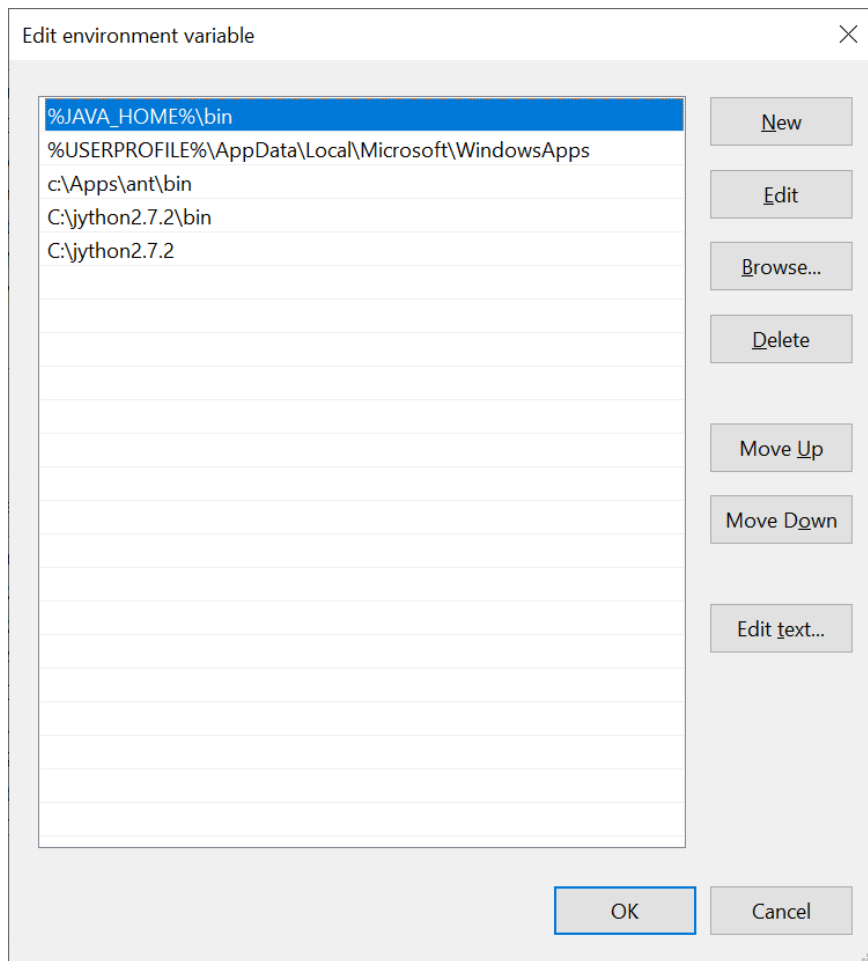 Edit environment variable
%JAVA_HOME%\bin
%USERPROFILE%\AppData\Local\Microsoft\WindowsApps
c:\Apps\ant\bin
C:\jython2.7.2\bin
C:\jython2.7.2
New
Edit
Browse...
Delete
Move Up
Move Down
Edit text...
OK
Cancel